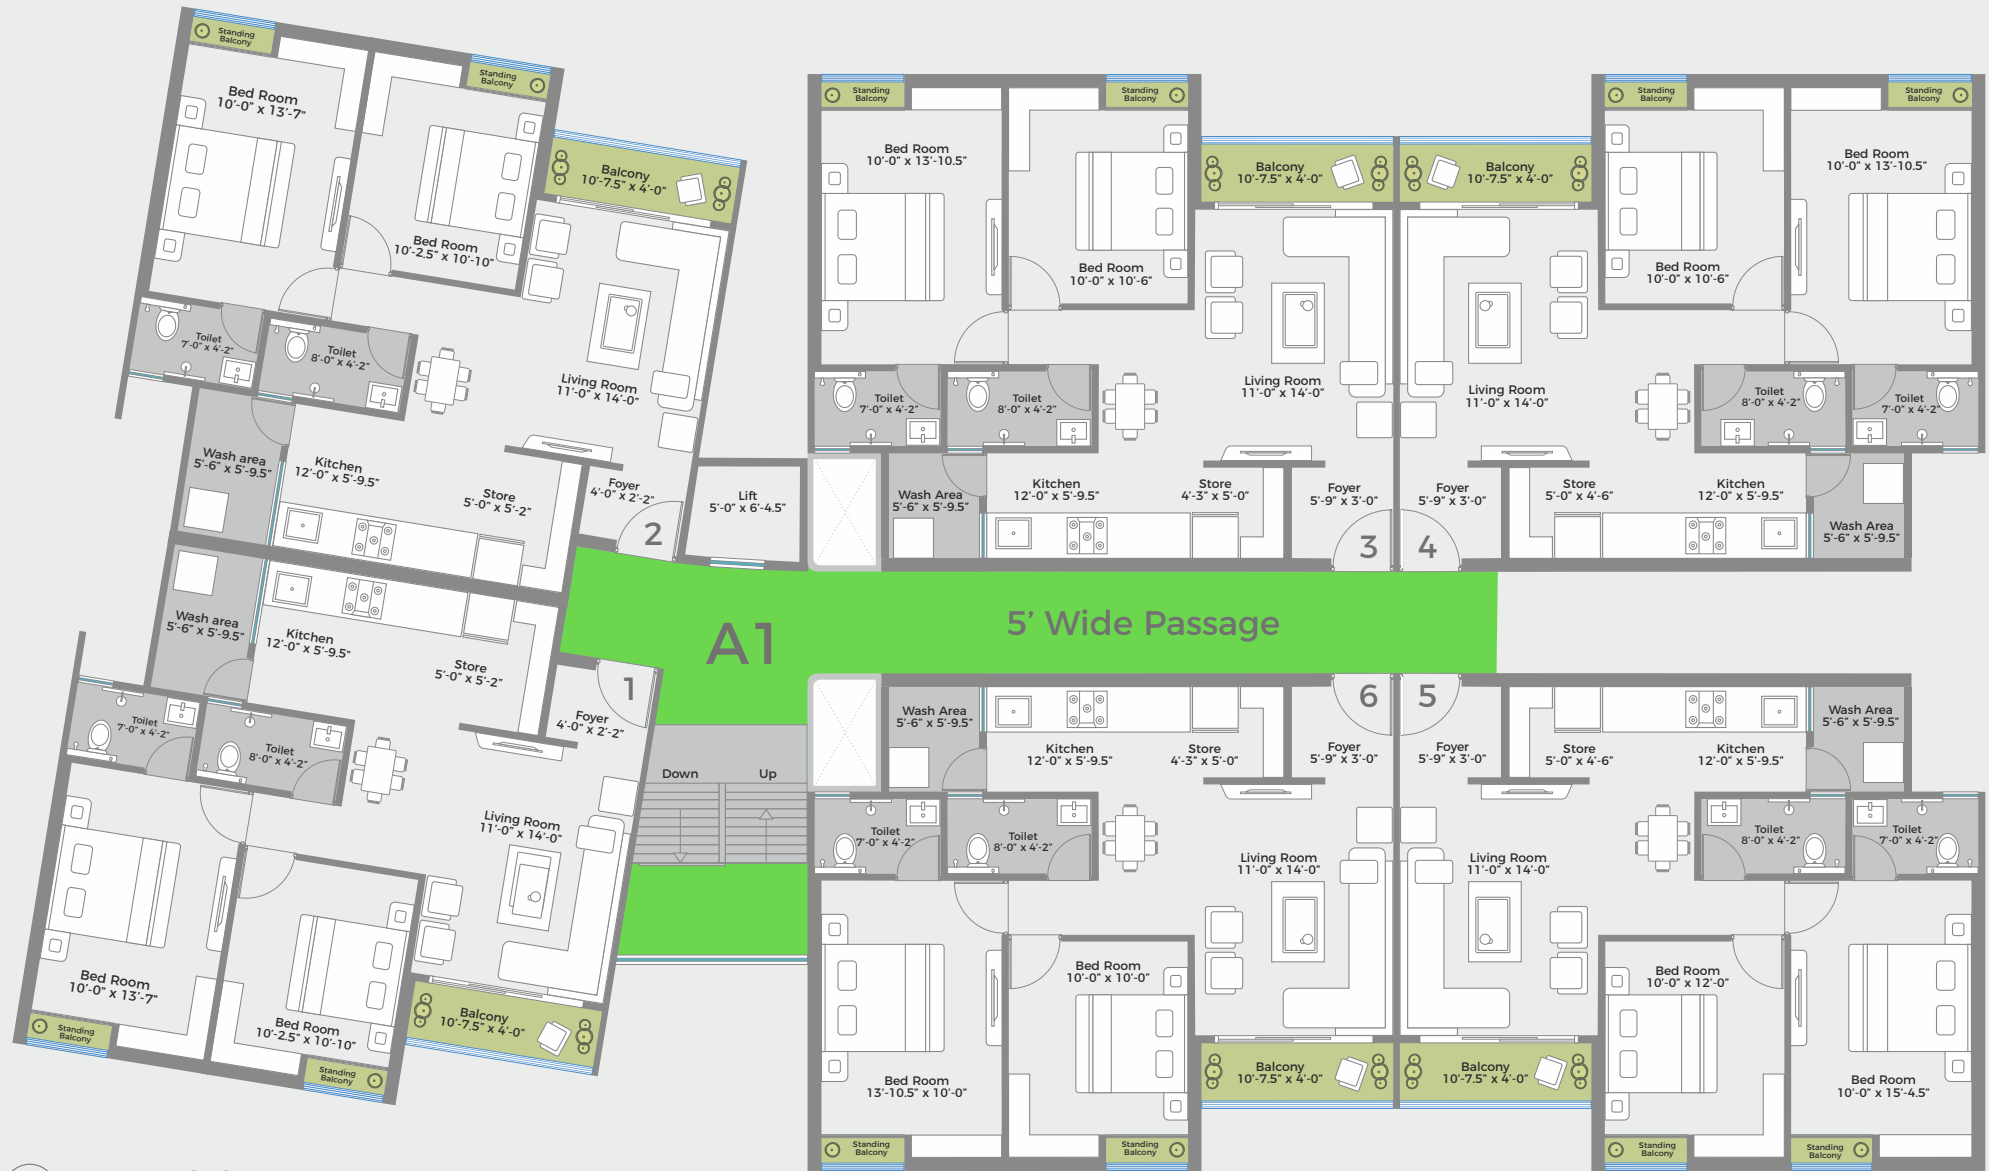 Standing
Balcony
Bed Room
10'-0" x 13'-7"
Standing
Balcony
Bed Room
10'-2.5" x 10'-10"
Balcony
10'-7.5" x 4'-0"
Toilet
7'-0" x 4'-2"
Toilet
8'-0" x 4'-2"
Living Room
11'-0" x 14'-0"
Wash area
5'-6" x 5'-9.5"
Kitchen
12'-0" x 5'-9.5"
Store
5'-0" x 5'-2"
Foyer
4'-0" x 2'-2"
2
Lift
5'-0" x 6'-4.5"
Standing
Balcony
Bed Room
10'-0" x 13'-10.5"
Standing
Balcony
Bed Room
10'-0" x 10'-6"
Balcony
10'-7.5" x 4'-0"
Toilet
7'-0" x 4'-2"
Toilet
8'-0" x 4'-2"
Living Room
11'-0" x 14'-0"
Wash Area
5'-6" x 5'-9.5"
Kitchen
12'-0" x 5'-9.5"
Store
4'-3" x 5'-0"
Foyer
5'-9" x 3'-0"
3
Balcony
10'-7.5" x 4'-0"
Standing
Balcony
Bed Room
10'-0" x 10'-6"
Standing
Balcony
Bed Room
10'-0" x 13'-10.5"
Living Room
11'-0" x 14'-0"
Toilet
8'-0" x 4'-2"
Toilet
7'-0" x 4'-2"
Foyer
5'-9" x 3'-0"
4
Store
5'-0" x 4'-6"
Kitchen
12'-0" x 5'-9.5"
Wash Area
5'-6" x 5'-9.5"
A1
5' Wide Passage
Wash area
5'-6" x 5'-9.5"
Kitchen
12'-0" x 5'-9.5"
Store
5'-0" x 5'-2"
1
Foyer
4'-0" x 2'-2"
Toilet
7'-0" x 4'-2"
Toilet
8'-0" x 4'-2"
Living Room
11'-0" x 14'-0"
Bed Room
10'-0" x 13'-7"
Bed Room
10'-2.5" x 10'-10"
Balcony
10'-7.5" x 4'-0"
Standing
Balcony
Standing
Balcony
Down
Up
Wash Area
5'-6" x 5'-9.5"
Kitchen
12'-0" x 5'-9.5"
Store
4'-3" x 5'-0"
6
Foyer
5'-9" x 3'-0"
Toilet
7'-0" x 4'-2"
Toilet
8'-0" x 4'-2"
Living Room
11'-0" x 14'-0"
Bed Room
10'-0" x 10'-0"
Bed Room
13'-10.5" x 10'-0"
Balcony
10'-7.5" x 4'-0"
Standing
Balcony
Standing
Balcony
5
Foyer
5'-9" x 3'-0"
Store
5'-0" x 4'-6"
Kitchen
12'-0" x 5'-9.5"
Wash Area
5'-6" x 5'-9.5"
Living Room
11'-0" x 14'-0"
Toilet
8'-0" x 4'-2"
Toilet
7'-0" x 4'-2"
Bed Room
10'-0" x 12'-0"
Bed Room
10'-0" x 15'-4.5"
Balcony
10'-7.5" x 4'-0"
Standing
Balcony
Standing
Balcony